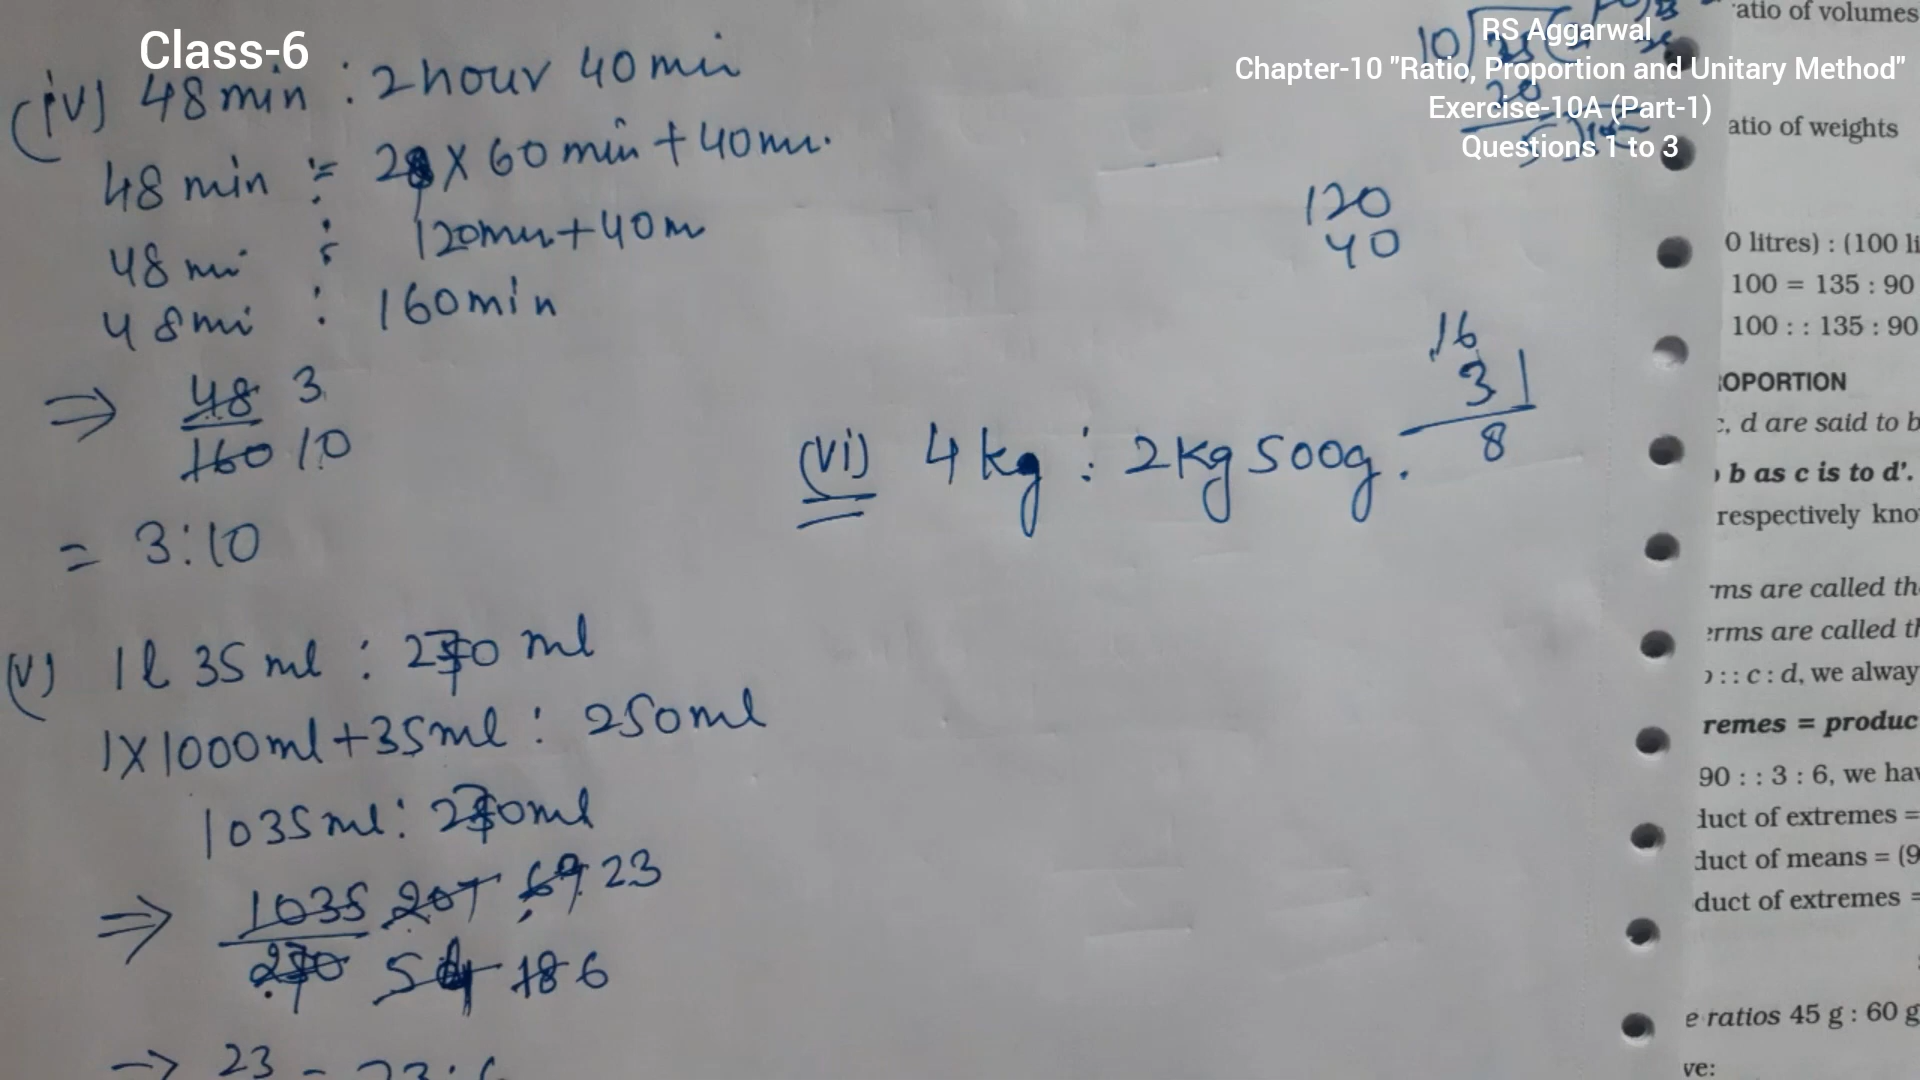 Class-6
RS Aggarwal
Chapter-10 "Ratio, Proportion and Unitary Method"
Exercise-10A (Part-1)
Questions 1 to 3
(iv) 48 min : 2 hour 40 min
48 min : 2 X 60 min + 40 min.
48 min : 120 min + 40 m
48 min : 160 min
⇒ 48 3
160 10
= 3:10
(v) 1 l 35 ml : 270 ml
1 X 1000 ml + 35 ml : 250 ml
1035 ml : 270 ml
⇒ 1035 207 69 23
270 54 18 6
→ 23 = 23:6
10
20
120
40
16
3
8
(vi) 4 kg : 2 kg 500 g.
atio of volumes
atio of weights
0 litres) : (100 li
100 = 135 : 90
100 : : 135 : 90
OPORTION
c, d are said to b
b as c is to d'.
respectively kno
rms are called th
erms are called th
: : c : d, we alway
remes = produc
90 : : 3 : 6, we hav
duct of extremes =
duct of means = (9
duct of extremes =
e ratios 45 g : 60 g
ve: